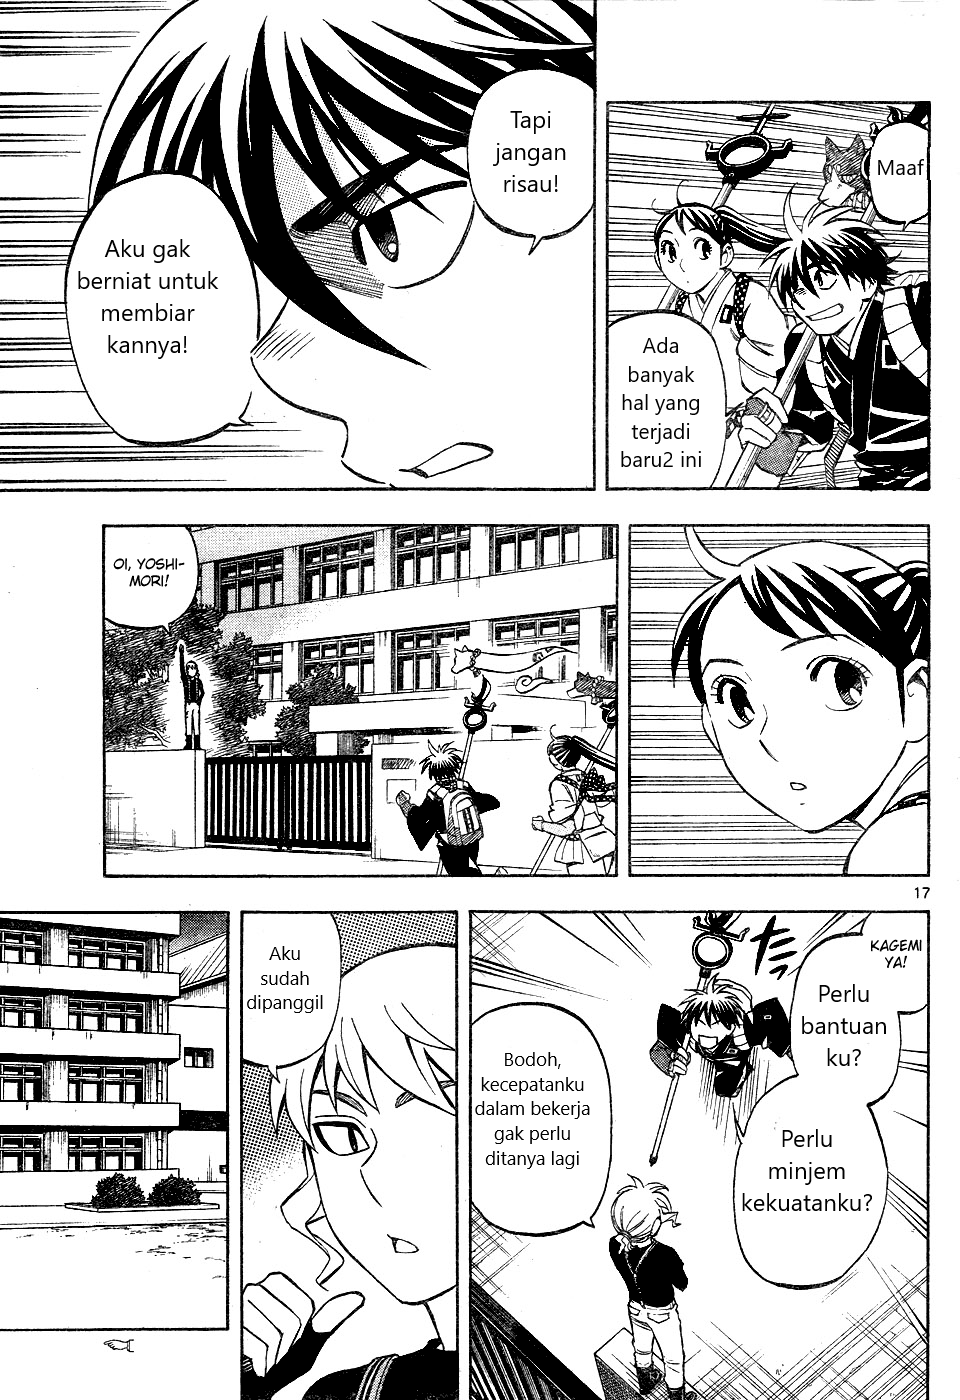 Maaf
Ada
banyak
hal yang
terjadi
baru2 ini
Tapi
jangan
risau!
Aku gak
berniat untuk
membiar
kannya!
OI, YOSHI-
MORI!
17
KAGEMI
YA!
Perlu
bantuan
ku?
Perlu
minjem
kekuatanku?
Bodoh,
kecepatanku
dalam bekerja
gak perlu
ditanya lagi
Aku
sudah
dipanggil